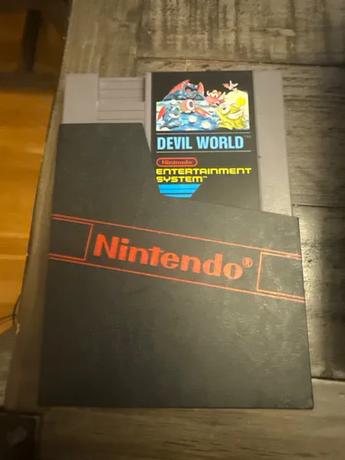 DEVIL WORLD
Nintendo
ENTERTAINMENT
SYSTEM™
Nintendo®